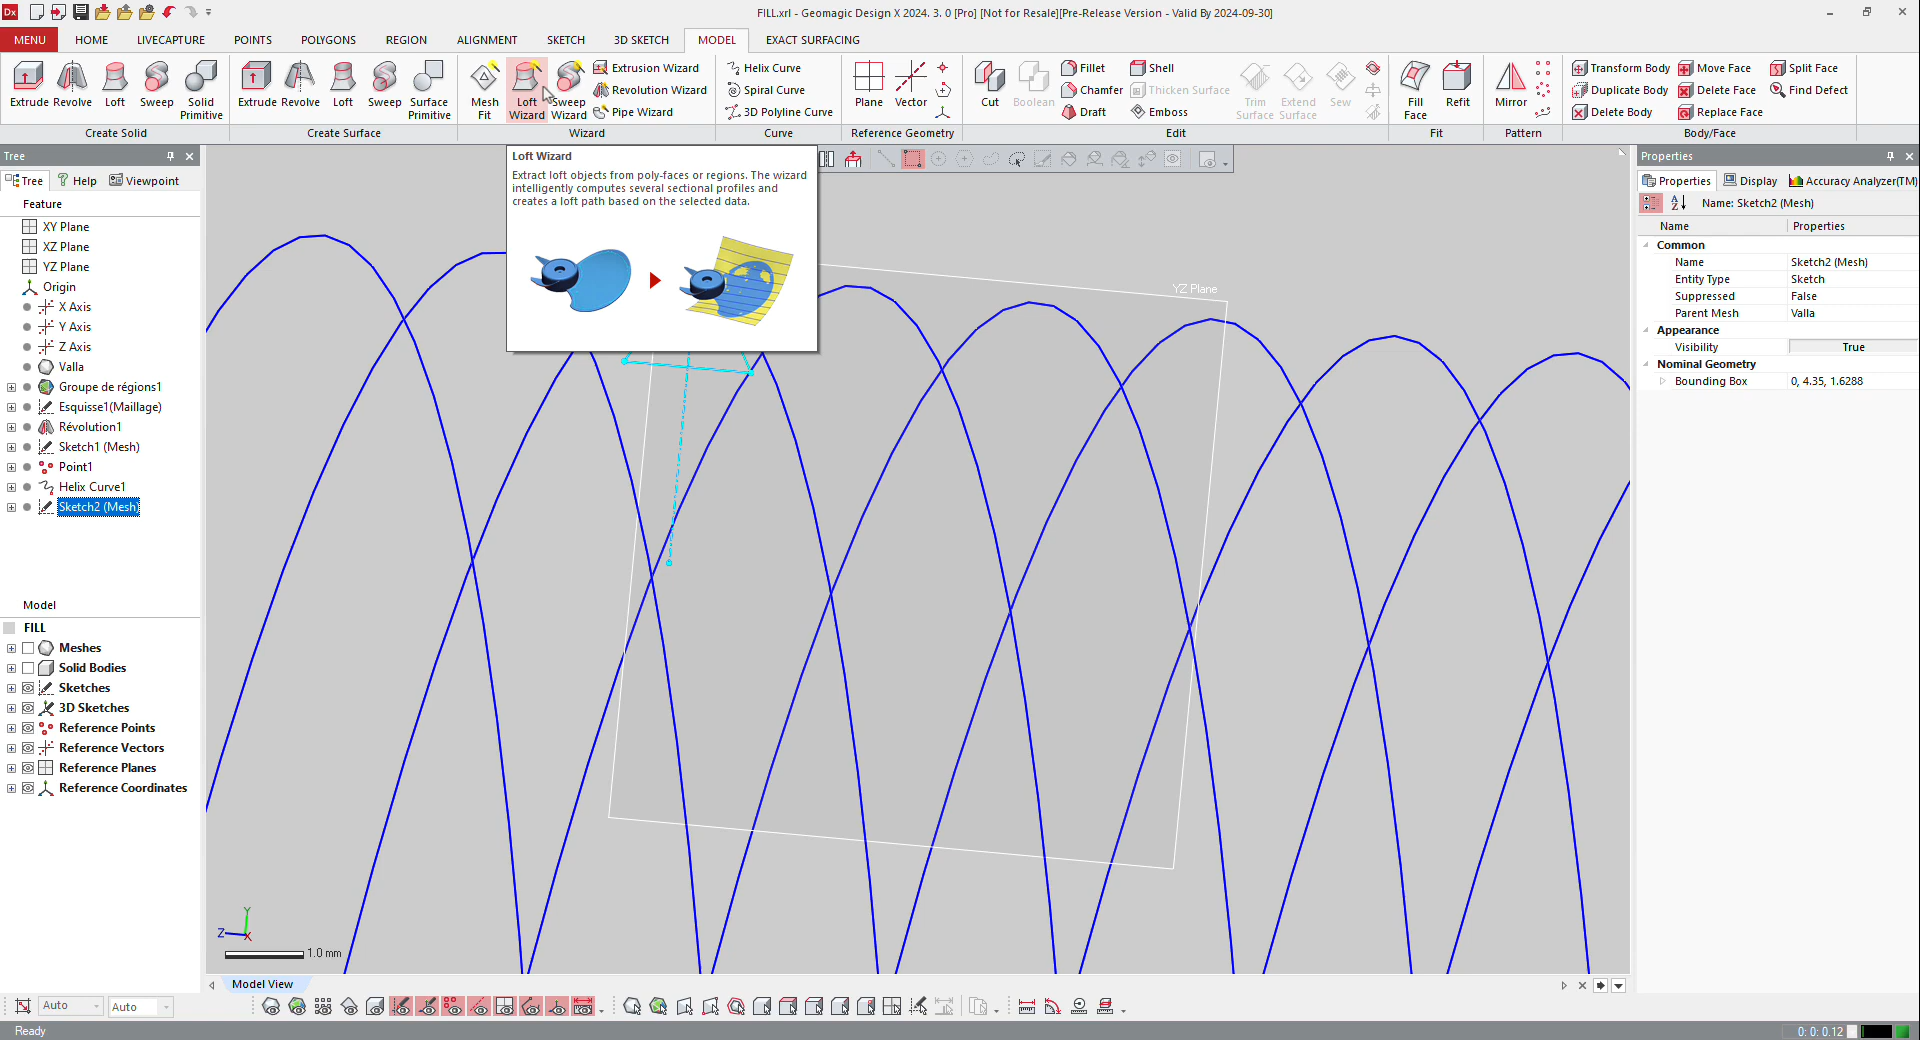 FILL.xrl - Geomagic Design X 2024. 3. 0 [Pro] [Not for Resale][Pre-Release Version - Valid By 2024-09-30]
MENU HOME LIVECAPTURE POINTS POLYGONS REGION ALIGNMENT SKETCH 3D SKETCH MODEL EXACT SURFACING
Extrude Revolve Loft Sweep Solid Primitive
Create Solid
Extrude Revolve Loft Sweep Surface Primitive
Create Surface
Mesh Fit
Loft Wizard
Sweep Wizard
Extrusion Wizard
Revolution Wizard
Pipe Wizard
Wizard
Helix Curve
Spiral Curve
3D Polyline Curve
Curve
Plane Vector
Reference Geometry
Cut Boolean
Fillet
Chamfer
Draft
Shell
Thicken Surface
Emboss
Trim Surface
Extend Surface
Sew
Edit
Fill Face
Refit
Fit
Mirror
Pattern
Transform Body
Duplicate Body
Delete Body
Move Face
Delete Face
Replace Face
Split Face
Find Defect
Body/Face
Tree
Tree Help Viewpoint
Feature
XY Plane
XZ Plane
YZ Plane
Origin
X Axis
Y Axis
Z Axis
Valla
Groupe de régions1
Esquisse1(Maillage)
Révolution1
Sketch1 (Mesh)
Point1
Helix Curve1
Sketch2 (Mesh)
Model
FILL
Meshes
Solid Bodies
Sketches
3D Sketches
Reference Points
Reference Vectors
Reference Planes
Reference Coordinates
Loft Wizard
Extract loft objects from poly-faces or regions. The wizard
intelligently computes several sectional profiles and
creates a loft path based on the selected data.
YZ Plane
Y
Z
X
1.0 mm
Model View
Properties
Properties Display Accuracy Analyzer(TM)
Name: Sketch2 (Mesh)
Name Properties
Common
Name Sketch2 (Mesh)
Entity Type Sketch
Suppressed False
Parent Mesh Valla
Appearance
Visibility True
Nominal Geometry
Bounding Box 0, 4.35, 1.6288
Auto Auto
Ready
0: 0: 0.12